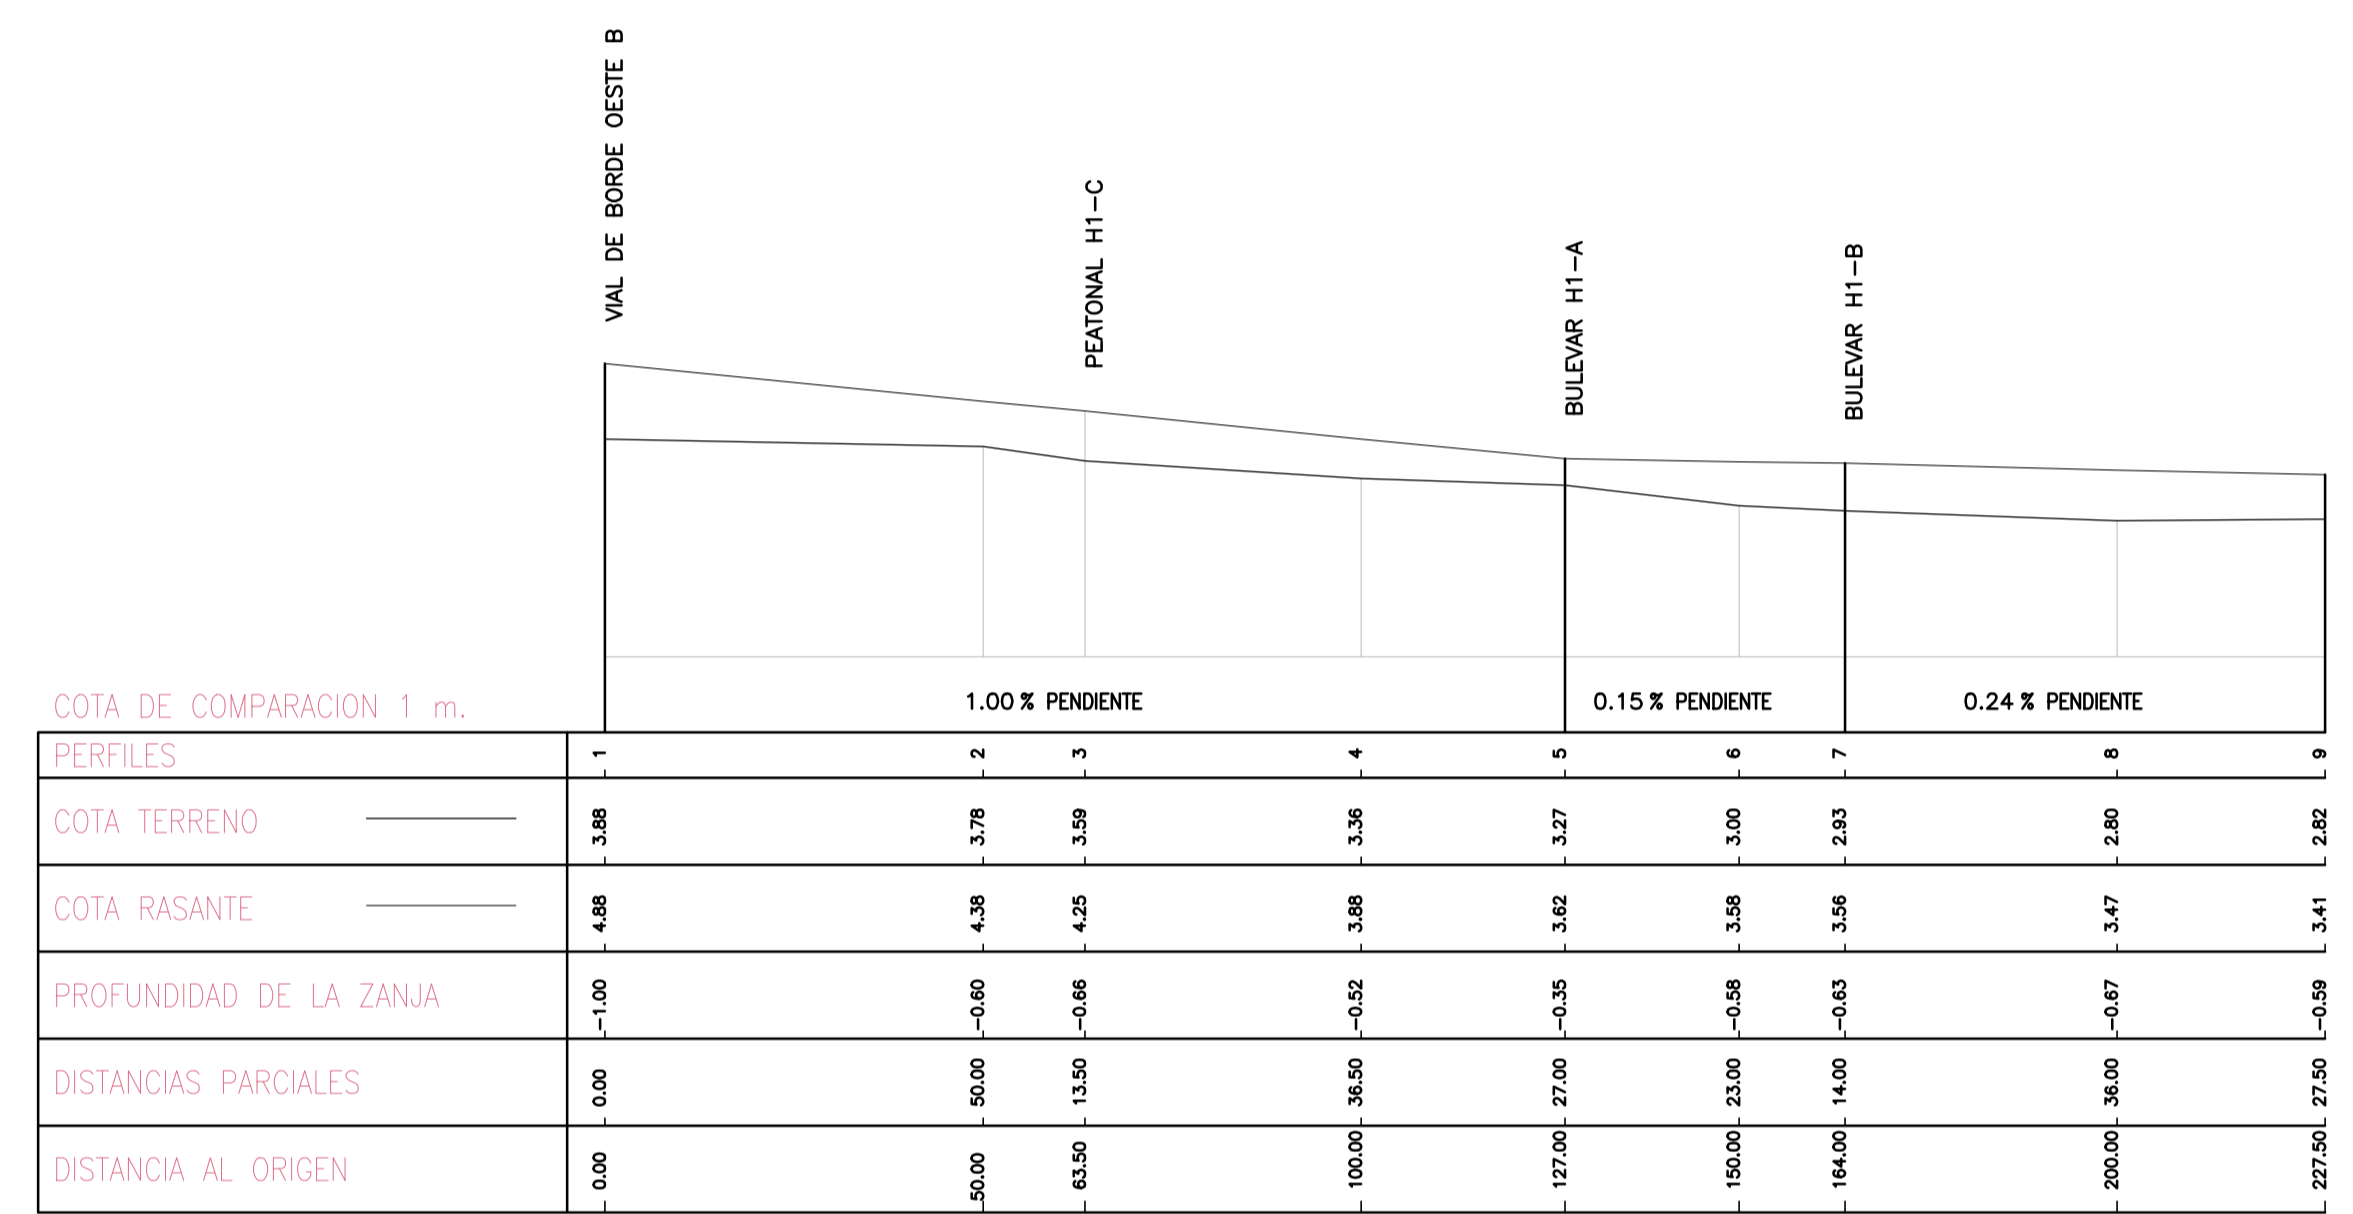 VIAL DE BORDE OESTE B
PEATONAL H1-C
BULEVAR H1-A
BULEVAR H1-B
COTA DE COMPARACION 1 m.
1.00 % PENDIENTE
0.15 % PENDIENTE
0.24 % PENDIENTE
PERFILES 1 2 3 4 5 6 7 8 9
COTA TERRENO 3.88 3.78 3.59 3.36 3.27 3.00 2.93 2.80 2.82
COTA RASANTE 4.88 4.38 4.25 3.88 3.62 3.58 3.56 3.47 3.41
PROFUNDIDAD DE LA ZANJA -1.00 -0.60 -0.66 -0.52 -0.35 -0.58 -0.63 -0.67 -0.59
DISTANCIAS PARCIALES 0.00 50.00 13.50 36.50 27.00 23.00 14.00 36.00 27.50
DISTANCIA AL ORIGEN 0.00 50.00 63.50 100.00 127.00 150.00 164.00 200.00 227.50